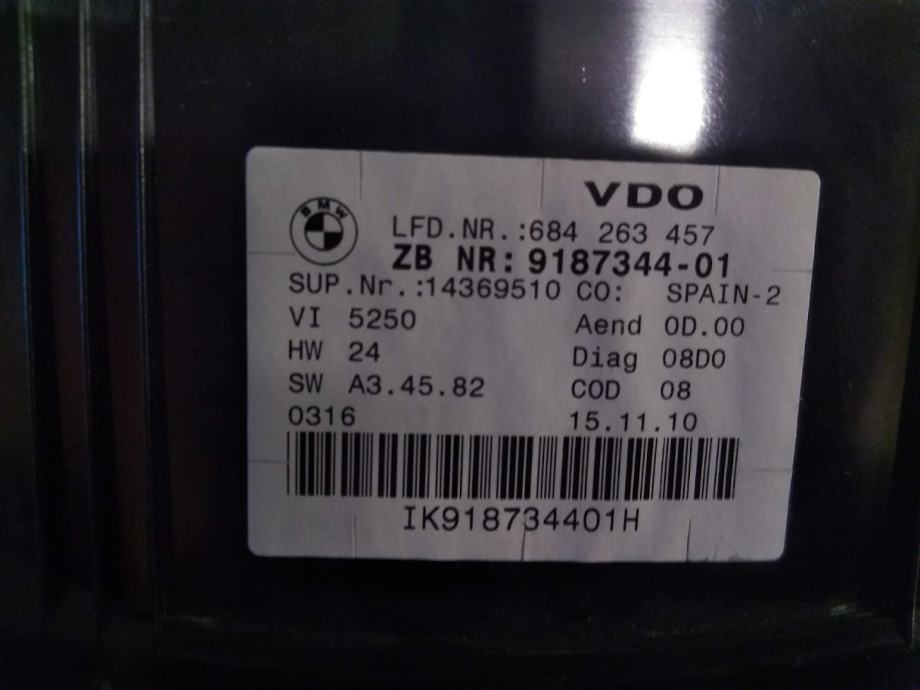 VDO
BMW
LFD.NR.:684 263 457
ZB NR: 9187344-01
SUP.Nr.:14369510 CO: SPAIN-2
VI 5250 Aend 0D.00
HW 24 Diag 08D0
SW A3.45.82 COD 08
0316 15.11.10
IK918734401H